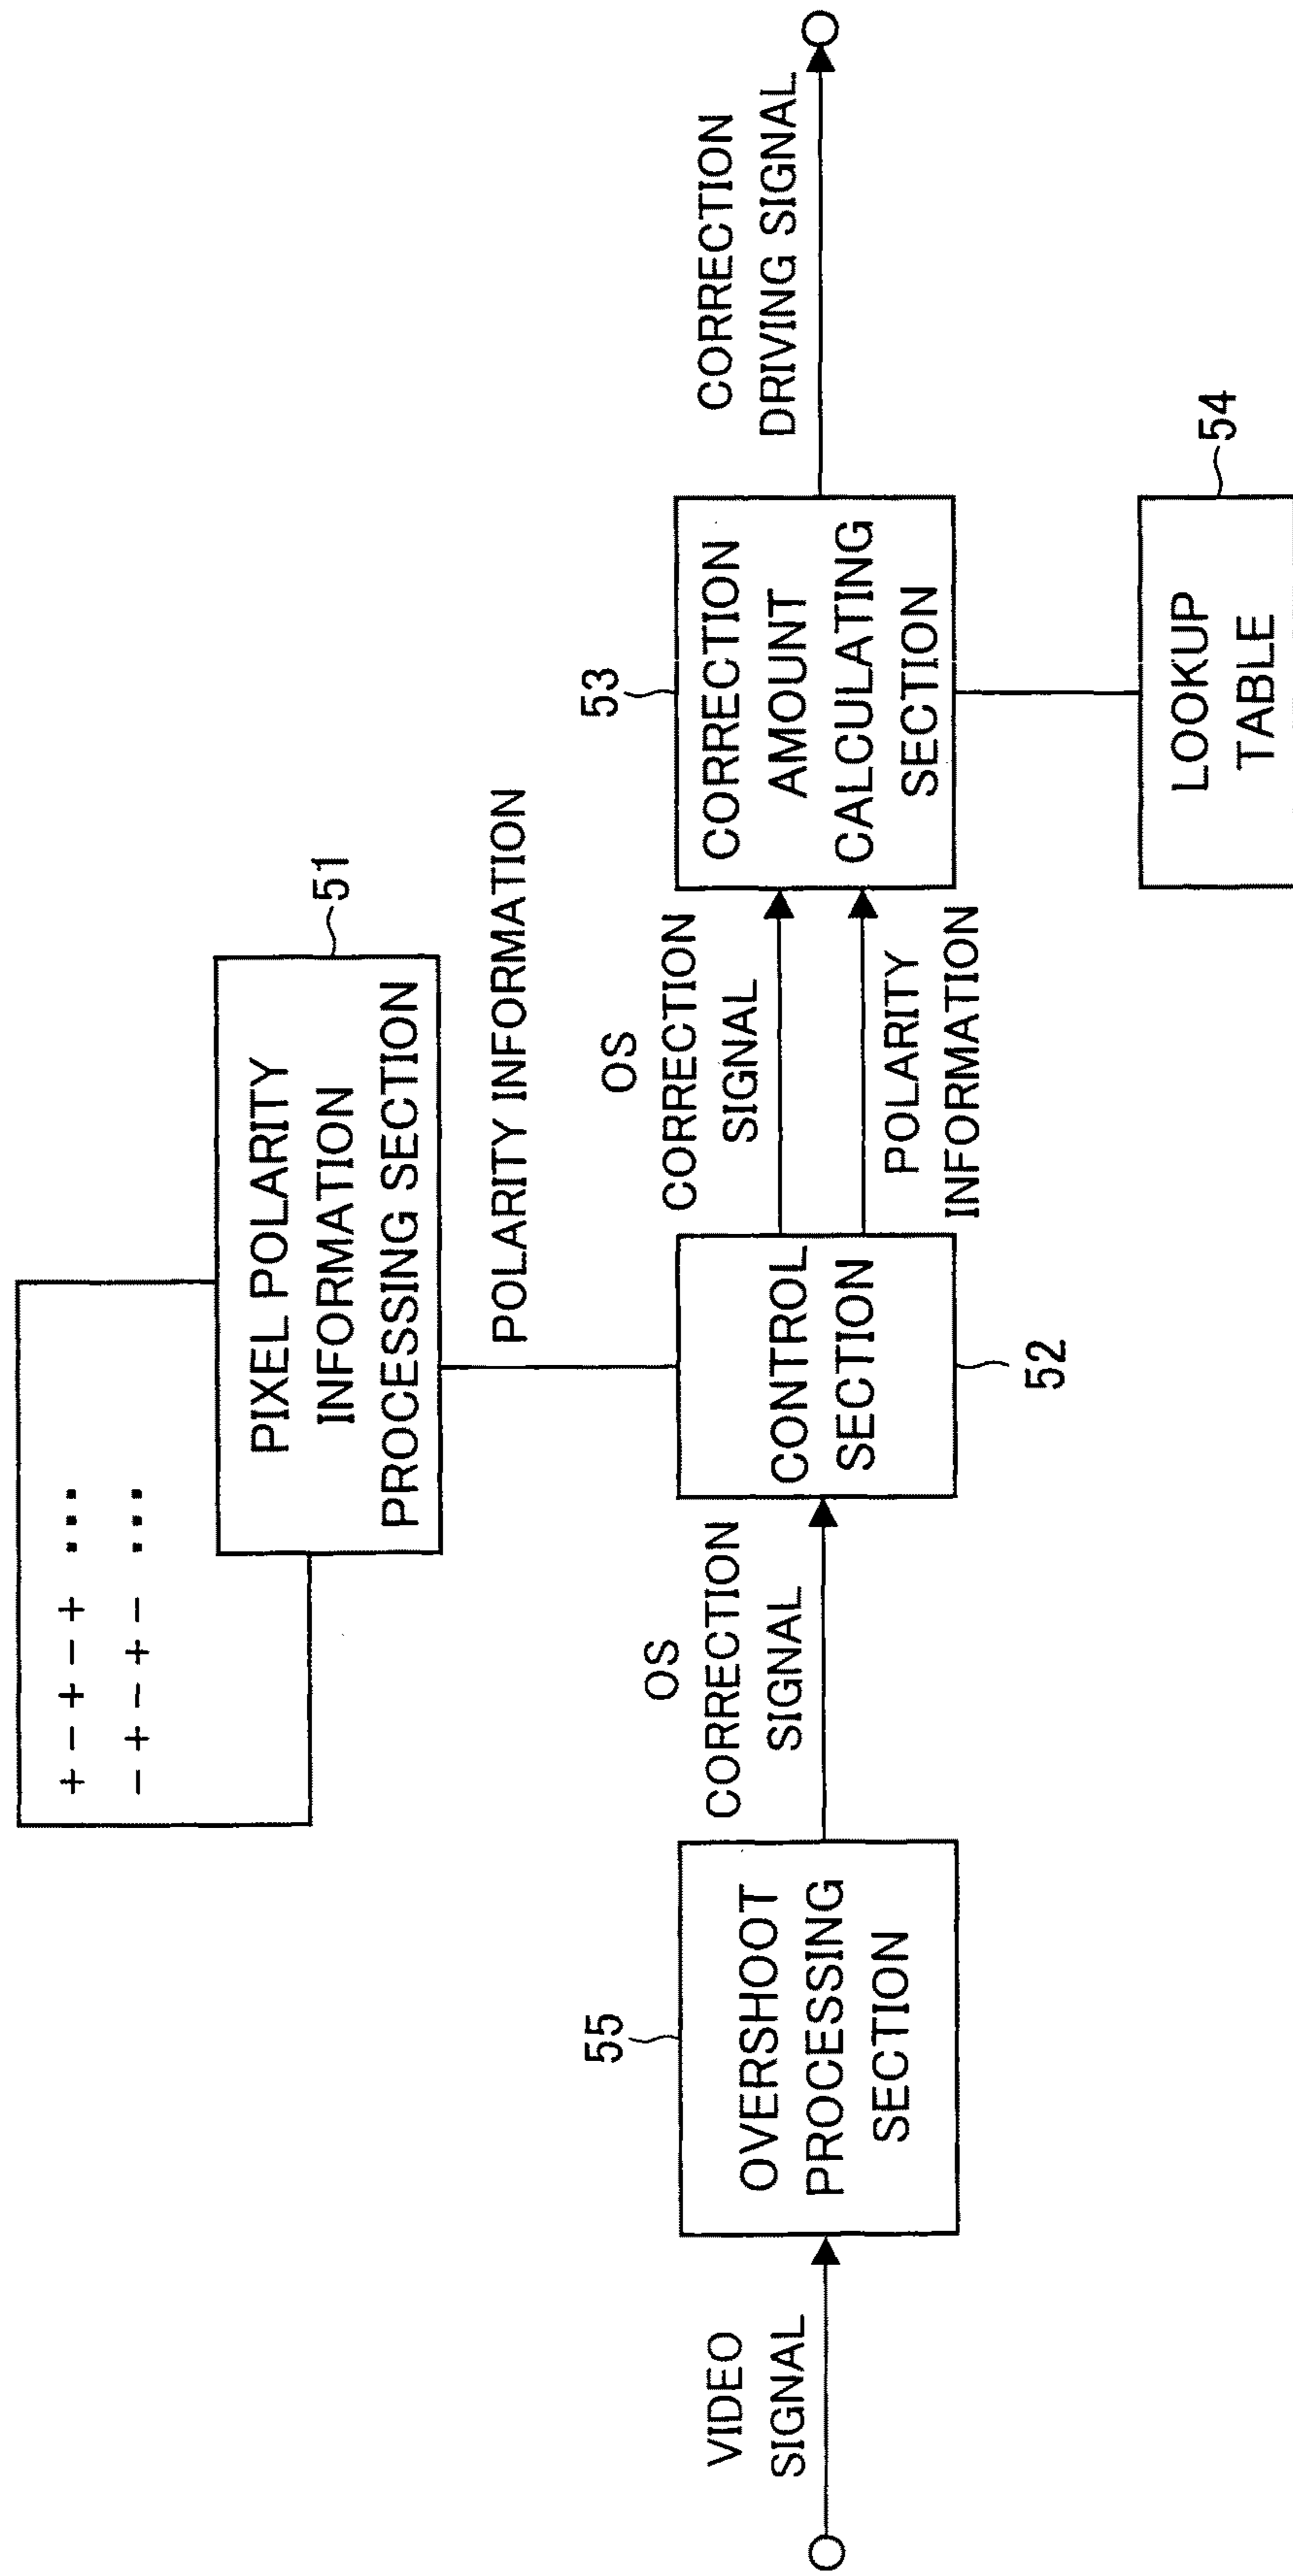 + - + - + ...
- + - + - ...
PIXEL POLARITY
INFORMATION
PROCESSING SECTION
51
POLARITY INFORMATION
VIDEO
SIGNAL
55
OVERSHOOT
PROCESSING
SECTION
OS
CORRECTION
SIGNAL
CONTROL
SECTION
52
OS
CORRECTION
SIGNAL
POLARITY
INFORMATION
53
CORRECTION
AMOUNT
CALCULATING
SECTION
CORRECTION
DRIVING SIGNAL
54
LOOKUP
TABLE